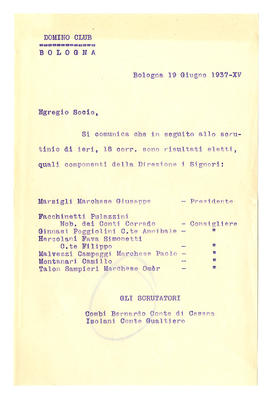 DOMINO CLUB
BOLOGNA
Bologna 19 Giugno 1937-XV
Egregio Socio,
Si comunica che in seguito allo scru-
tinio di ieri, 18 corr. sono risultati eletti,
quali componenti della Direzione i Signori:
Marsigli Marchese Giuseppe - Presidente
Facchinetti Pulazzini
Nob. dei Conti Corrado - Consigliere
Ginnasi Poggiolini C.te Annibale - "
Hercolani Fava Simonetti
C.te Filippo - "
Malvezzi Campeggi Marchese Paolo - "
Montanari Camillo - "
Talon Sampieri Marchese Omèr - "
GLI SCRUTATORI
Combi Bernardo Conte di Casana
Isolani Conte Gualtiero